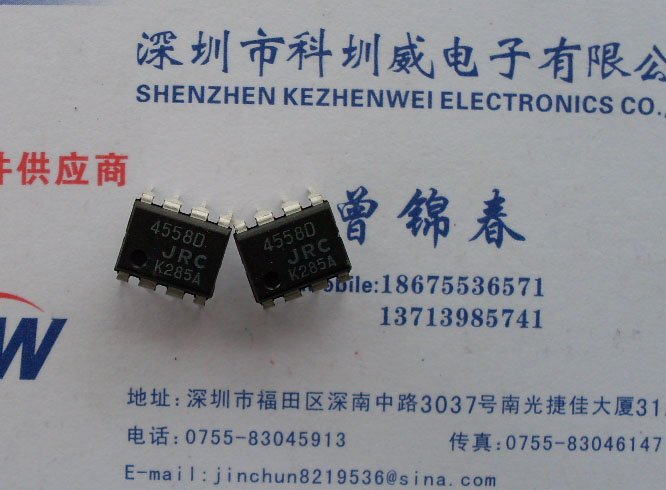 深圳市科圳威电子有限公
SHENZHEN KEZHENWEI ELECTRONICS CO.,
件供应商
4558D
JRC
K285A
4558D
JRC
K285A
曾锦春
obile:18675536571
13713985741
W
地址:深圳市福田区深南中路3037号南光捷佳大厦31
电话:0755-83045913 传真:0755-83046147
E-mail:jinchun8219536@sina.com